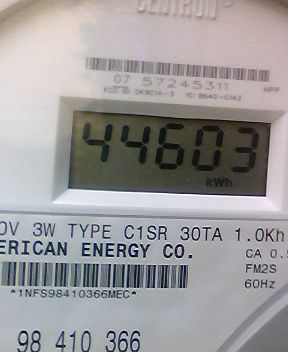 CENTRON®
07 57245311
HPP
44603
kWh
0V 3W TYPE C1SR 30TA 1.0Kh
ERICAN ENERGY CO.
CA 0.5
FM2S
60Hz
*1NFS98410366MEC*
98 410 366